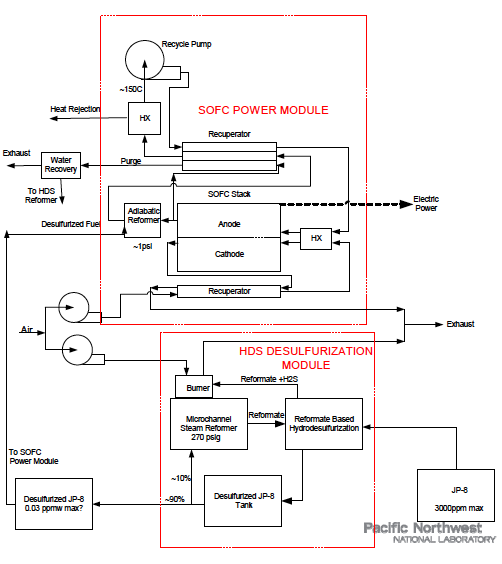 Recycle Pump
~150C
SOFC POWER MODULE
Heat Rejection
HX
Recuperator
Exhaust
Water
Recovery
Purge
To HDS
Reformer
SOFC Stack
Electric
Power
Adiabatic
Reformer
Desulfurized Fuel
Anode
HX
~1psi
Cathode
Recuperator
Air
Exhaust
HDS DESULFURIZATION
MODULE
Reformate +H2S
Burner
Microchannel
Steam Reformer
270 psig
Reformate
Reformate Based
Hydrodesulfurization
To SOFC
Power Module
~10%
~90%
Desulfurized JP-8
0.03 ppmw max?
Desulfurized JP-8
Tank
JP-8
3000ppm max
Pacific Northwest
NATIONAL LABORATORY